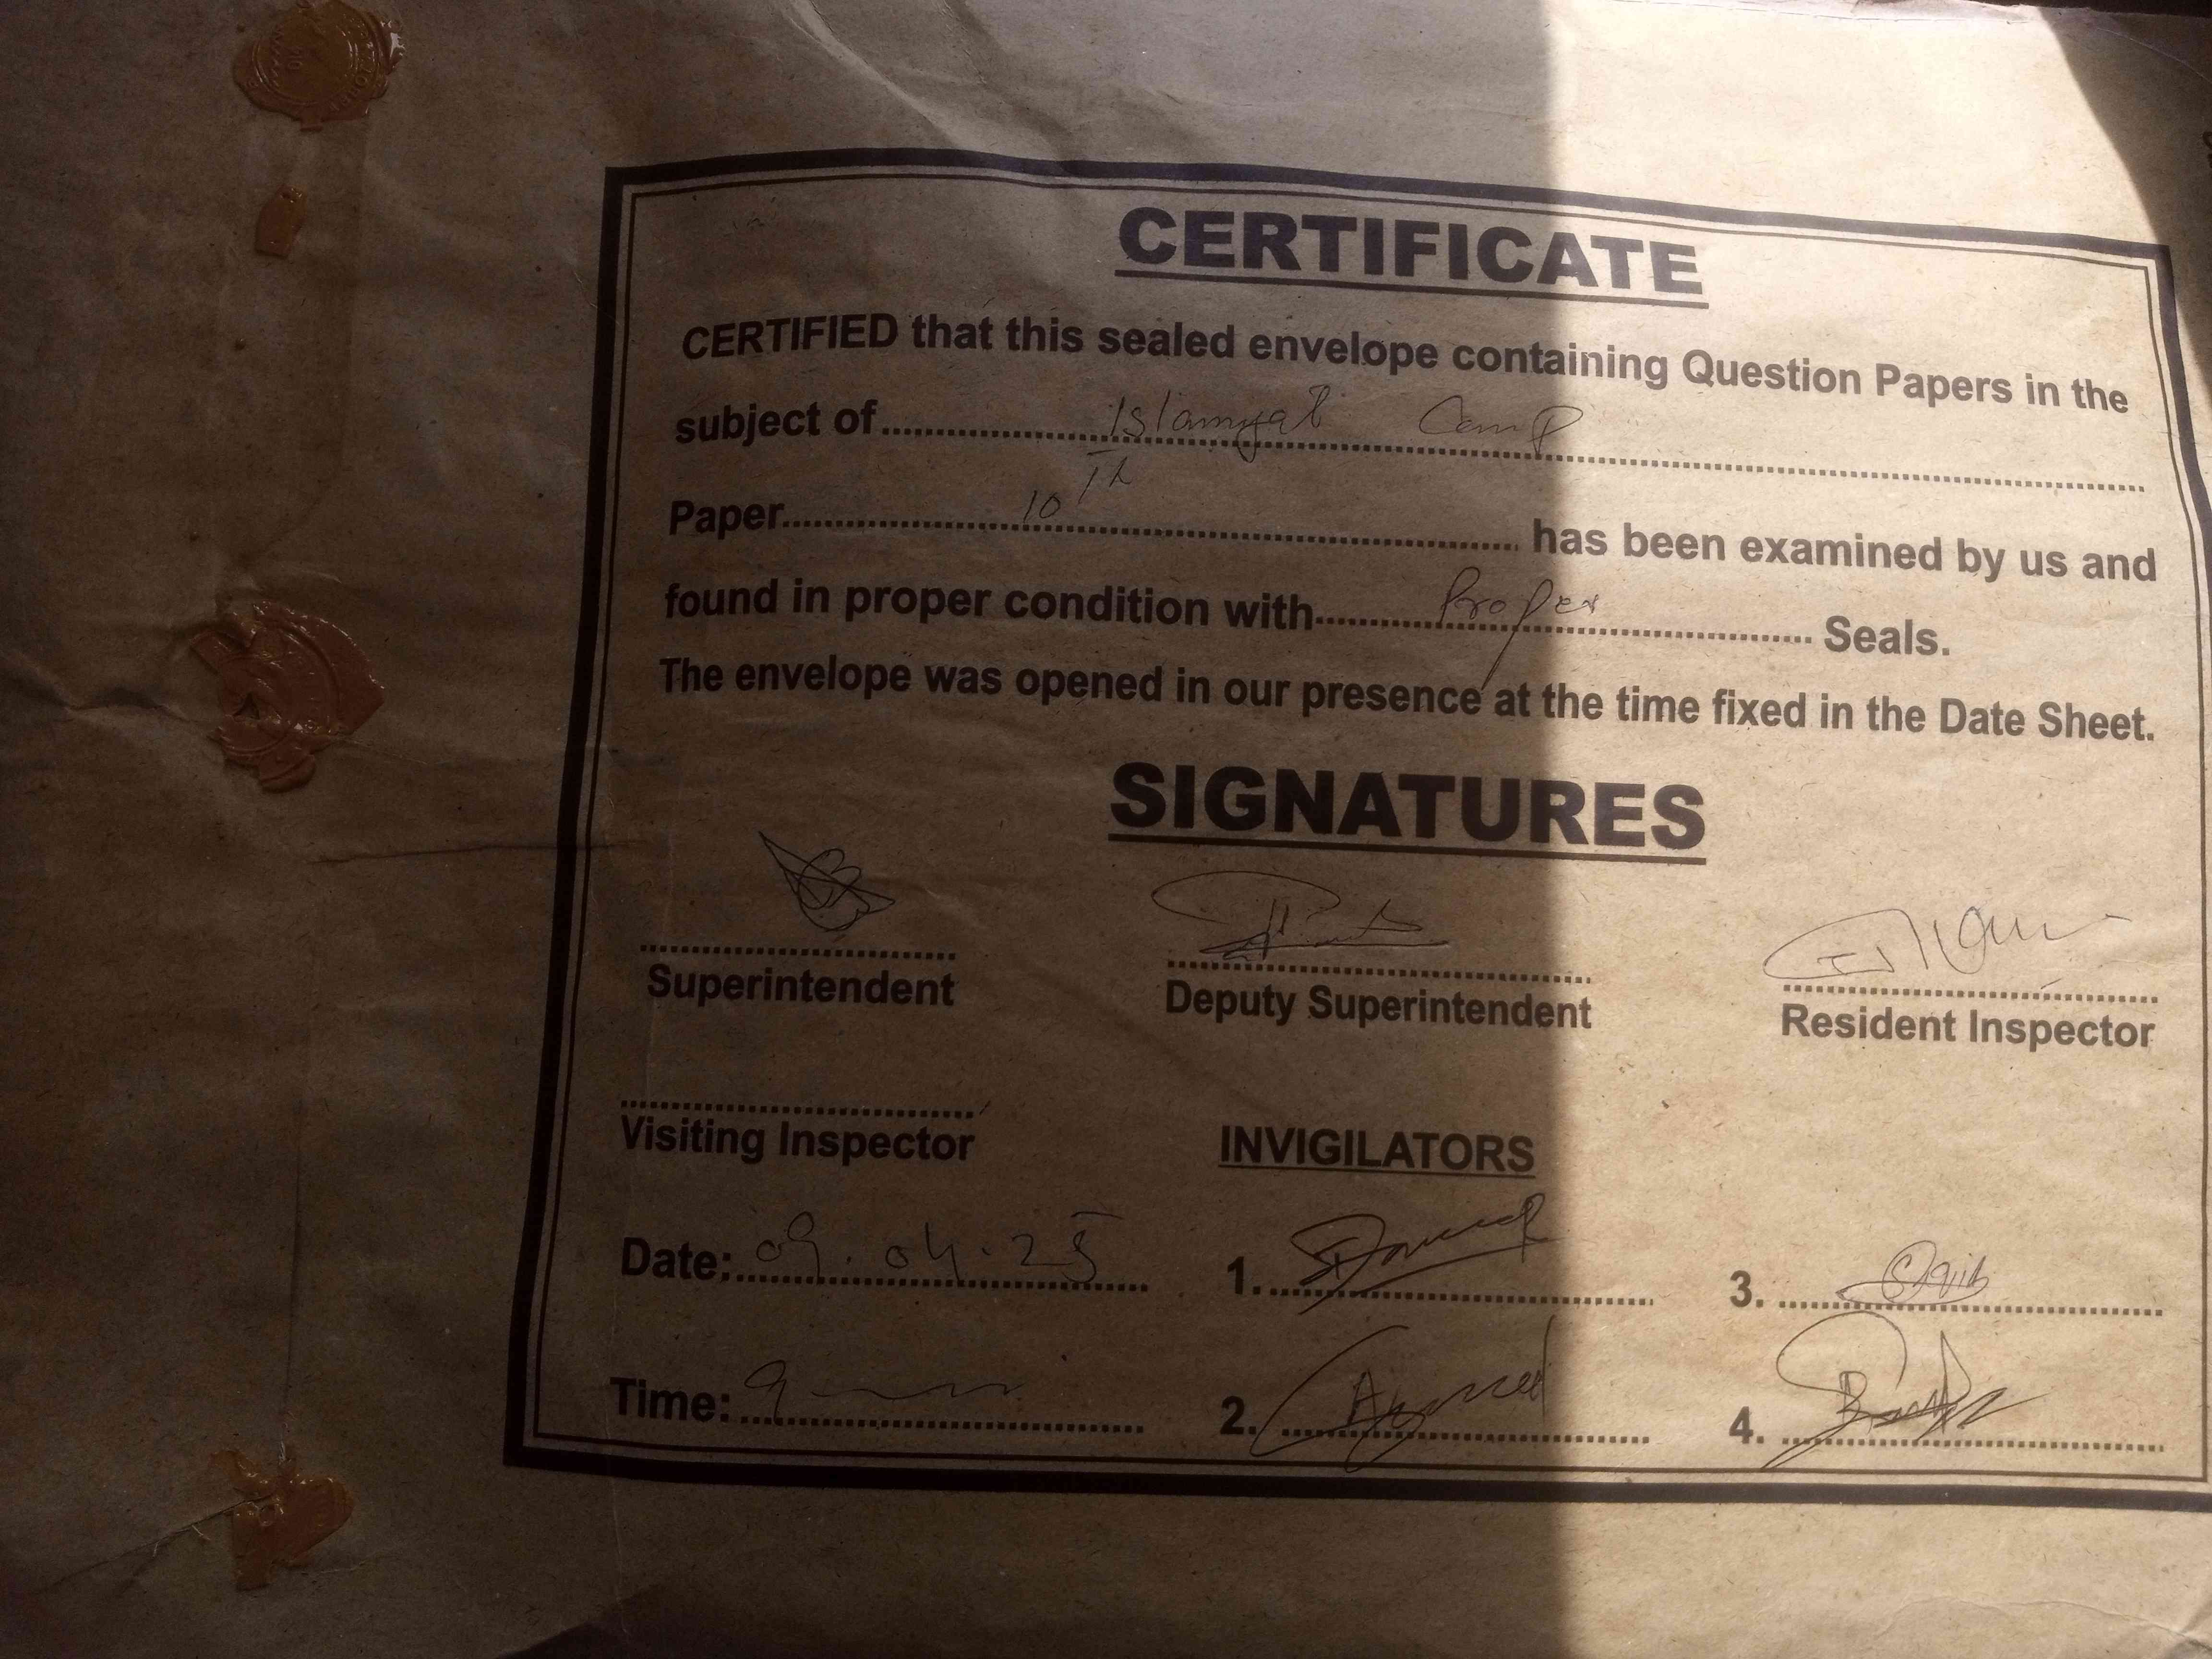 CERTIFICATE
CERTIFIED that this sealed envelope containing Question Papers in the
subject of Islamyat Comp
Paper 10Th has been examined by us and
found in proper condition with Proper Seals.
The envelope was opened in our presence at the time fixed in the Date Sheet.
SIGNATURES
Superintendent Deputy Superintendent Resident Inspector
Visiting Inspector INVIGILATORS
Date: 09.04.25 1. 3.
Time: 9 2. 4.